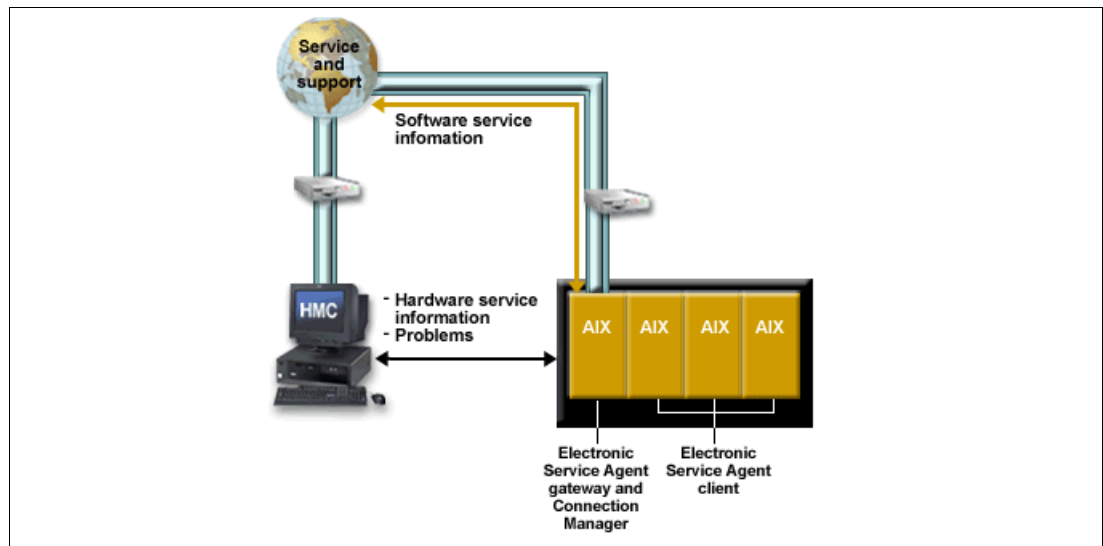 Service
and
support
Software service
infomation
HMC
- Hardware service
information
- Problems
AIX
AIX
AIX
AIX
Electronic
Service Agent
gateway and
Connection
Manager
Electronic
Service Agent
client